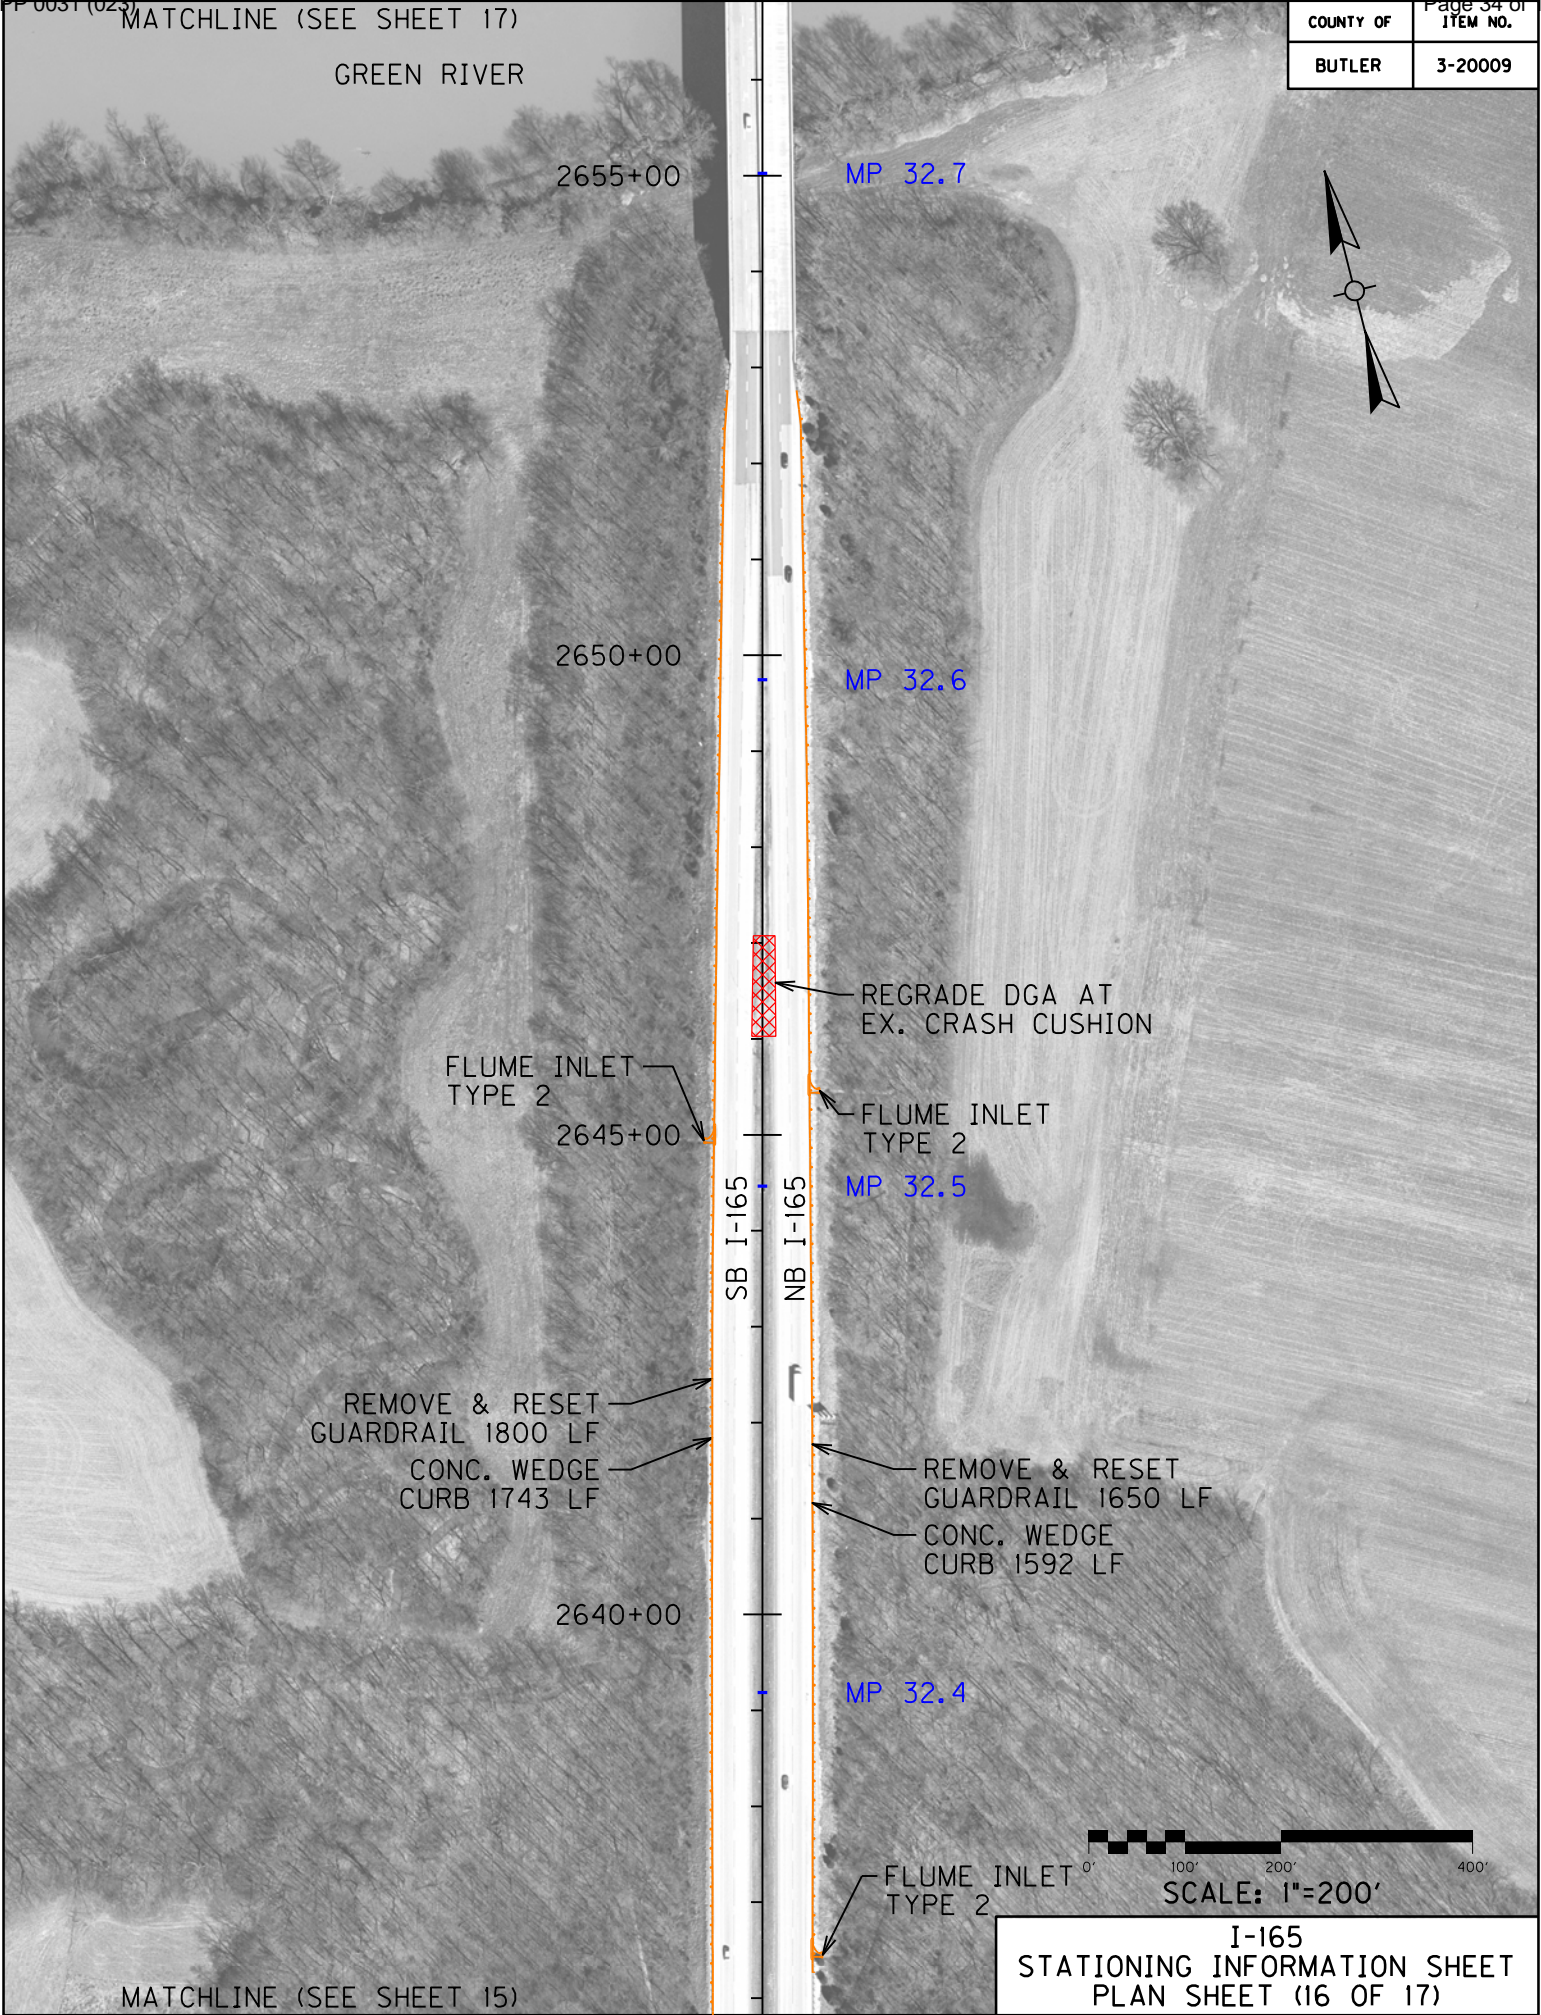 PP 0031 (023)
Page 34 of
MATCHLINE (SEE SHEET 17)
COUNTY OF
ITEM NO.
BUTLER
3-20009
GREEN RIVER
2655+00
MP 32.7
2650+00
MP 32.6
REGRADE DGA AT
EX. CRASH CUSHION
FLUME INLET
TYPE 2
FLUME INLET
TYPE 2
2645+00
MP 32.5
SB I-165
NB I-165
REMOVE & RESET
GUARDRAIL 1800 LF
CONC. WEDGE
CURB 1743 LF
REMOVE & RESET
GUARDRAIL 1650 LF
CONC. WEDGE
CURB 1592 LF
2640+00
MP 32.4
FLUME INLET
TYPE 2
0' 100' 200' 400'
SCALE: 1"=200'
MATCHLINE (SEE SHEET 15)
I-165
STATIONING INFORMATION SHEET
PLAN SHEET (16 OF 17)